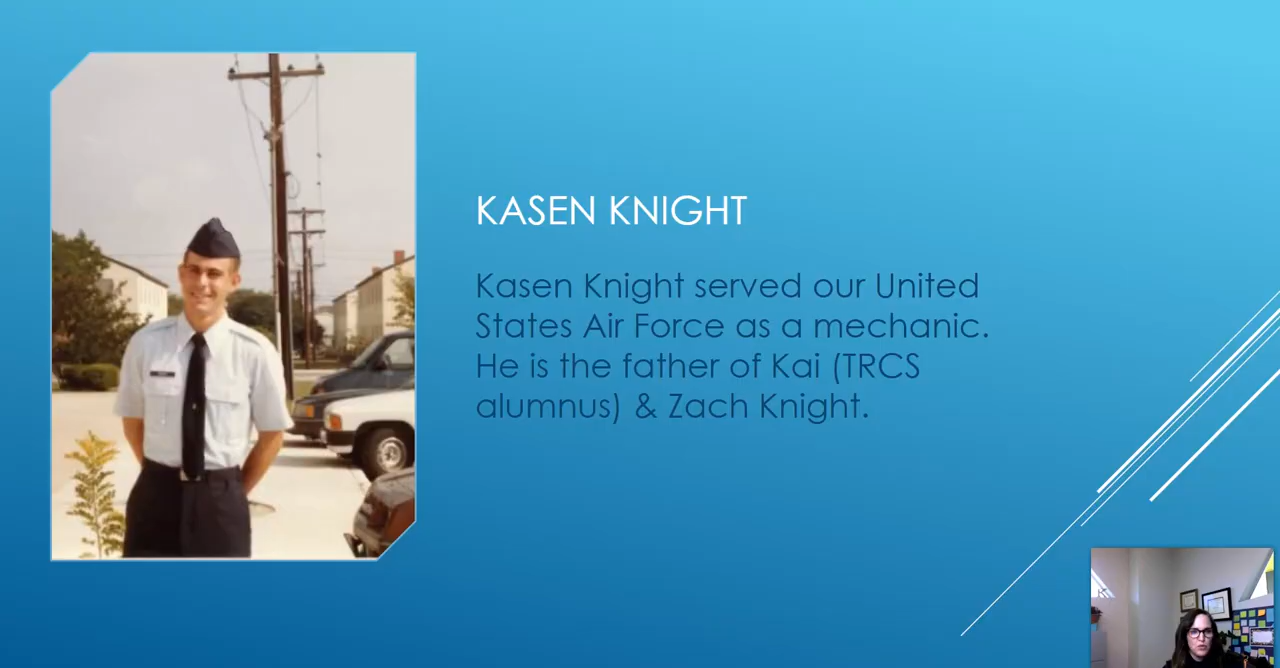 KASEN KNIGHT
Kasen Knight served our United
States Air Force as a mechanic.
He is the father of Kai (TRCS
alumnus) & Zach Knight.